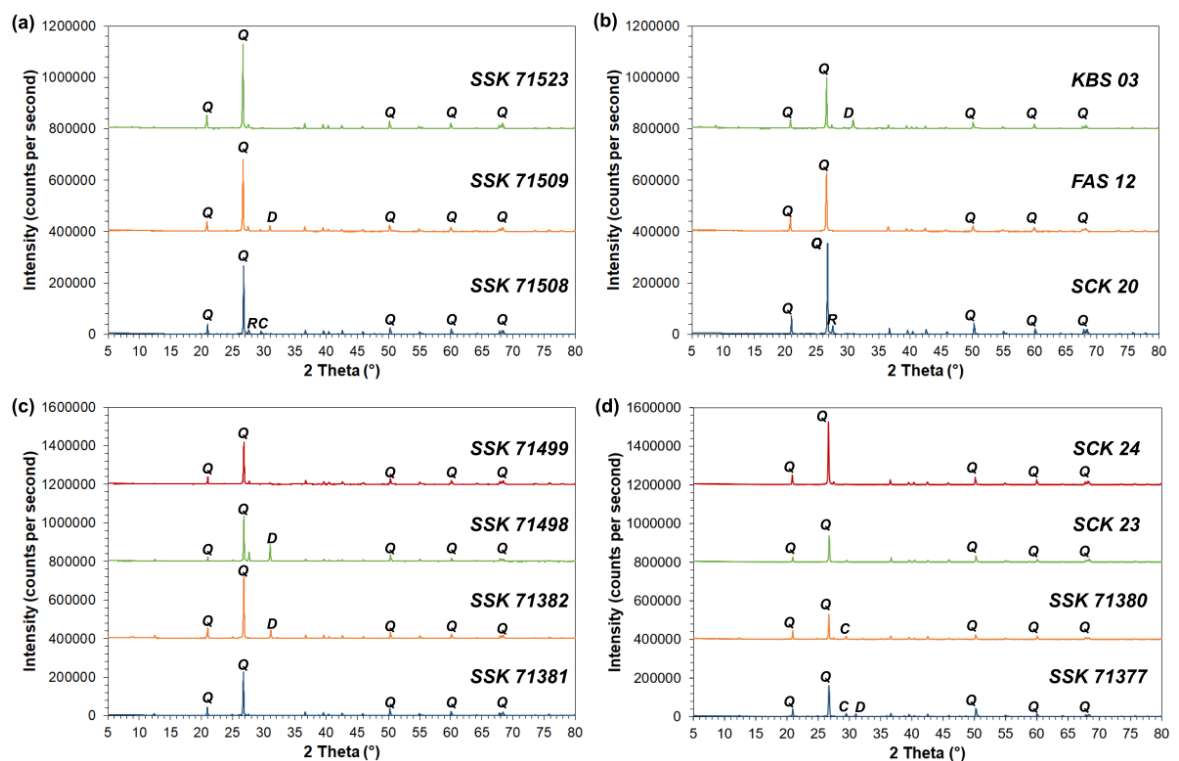 (a)
Intensity (counts per second)
1200000
1000000
800000
600000
400000
200000
0
Q
Q Q Q Q
SSK 71523
Q
Q D Q Q Q
SSK 71509
Q
Q R C Q Q Q
SSK 71508
5 10 15 20 25 30 35 40 45 50 55 60 65 70 75 80
2 Theta (°)
(b)
Intensity (counts per second)
1200000
1000000
800000
600000
400000
200000
0
Q
Q D Q Q Q
KBS 03
Q
Q Q Q Q
FAS 12
Q
Q R Q Q Q
SCK 20
5 10 15 20 25 30 35 40 45 50 55 60 65 70 75 80
2 Theta (°)
(c)
Intensity (counts per second)
1600000
1400000
1200000
1000000
800000
600000
400000
200000
0
Q
Q Q Q Q
SSK 71499
Q
Q D Q Q Q
SSK 71498
Q
Q D Q Q Q
SSK 71382
Q
Q Q Q Q
SSK 71381
5 10 15 20 25 30 35 40 45 50 55 60 65 70 75 80
2 Theta (°)
(d)
Intensity (counts per second)
1600000
1400000
1200000
1000000
800000
600000
400000
200000
0
Q
Q Q Q Q
SCK 24
Q
Q Q Q Q
SCK 23
Q
Q C Q Q Q
SSK 71380
Q
Q C D Q Q Q
SSK 71377
5 10 15 20 25 30 35 40 45 50 55 60 65 70 75 80
2 Theta (°)